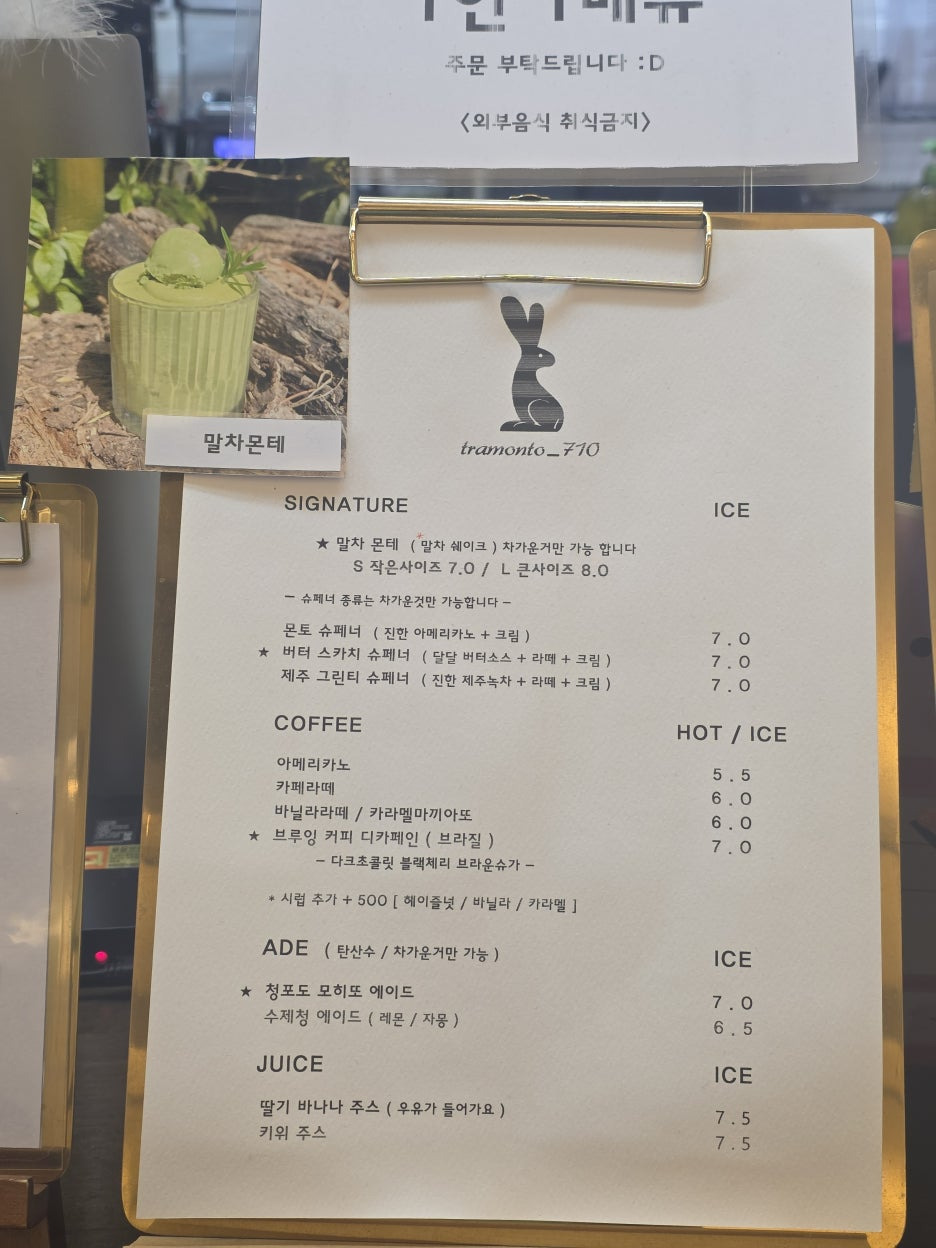 주문 부탁드립니다 :D
<외부음식 취식금지>
말차몬테
tramonto_710
SIGNATURE ICE
★ 말차 몬테 ( *말차 쉐이크 ) 차가운거만 가능 합니다
S 작은사이즈 7.0 / L 큰사이즈 8.0
- 슈페너 종류는 차가운것만 가능합니다 -
몬토 슈페너 ( 진한 아메리카노 + 크림 ) 7.0
★ 버터 스카치 슈페너 ( 달달 버터소스 + 라떼 + 크림 ) 7.0
제주 그린티 슈페너 ( 진한 제주녹차 + 라떼 + 크림 ) 7.0
COFFEE HOT / ICE
아메리카노 5.5
카페라떼 6.0
바닐라라떼 / 카라멜마끼아또 6.0
★ 브루잉 커피 디카페인 ( 브라질 ) 7.0
- 다크초콜릿 블랙체리 브라운슈가 -
* 시럽 추가 + 500 [ 헤이즐넛 / 바닐라 / 카라멜 ]
ADE ( 탄산수 / 차가운거만 가능 ) ICE
★ 청포도 모히또 에이드 7.0
수제청 에이드 ( 레몬 / 자몽 ) 6.5
JUICE ICE
딸기 바나나 주스 ( 우유가 들어가요 ) 7.5
키위 주스 7.5